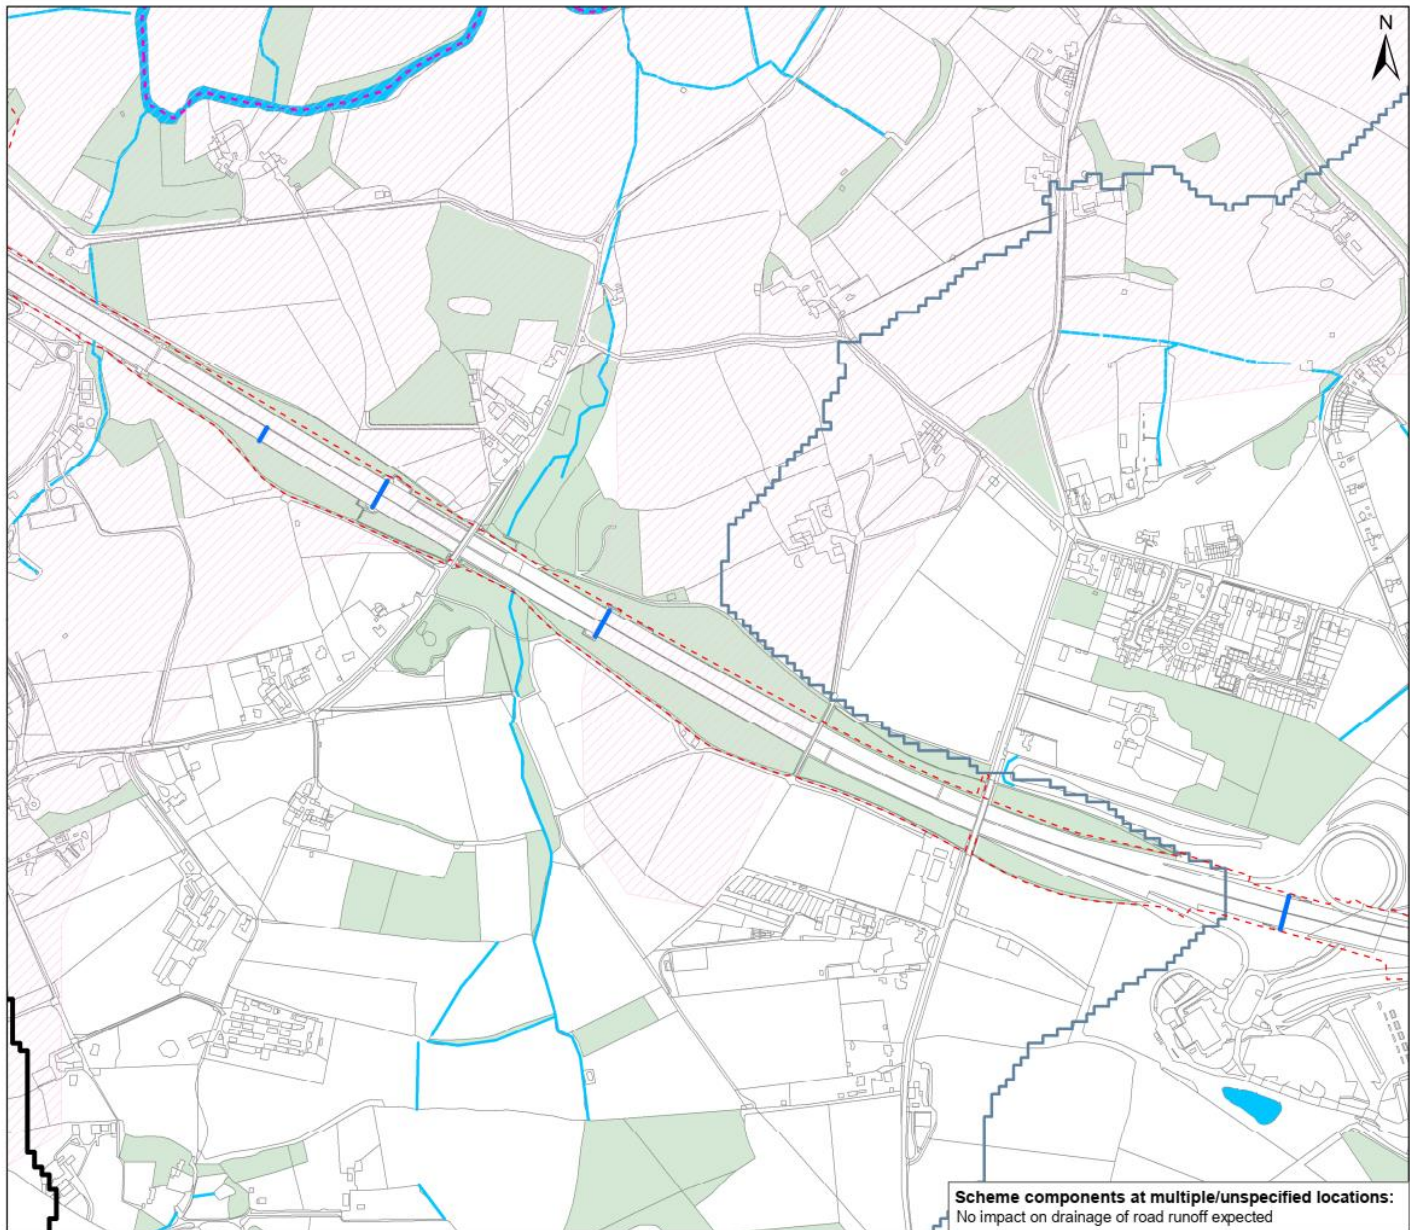 N
Scheme components at multiple/unspecified locations:
No impact on drainage of road runoff expected